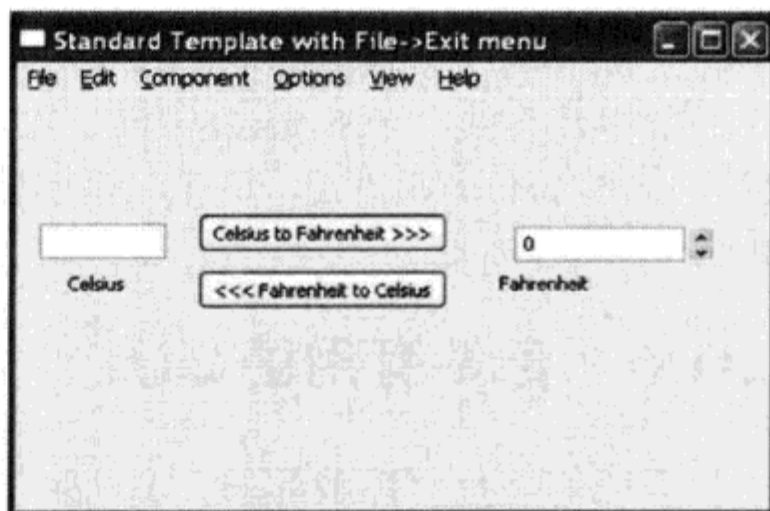 Standard Template with File->Exit menu
File Edit Component Options View Help
Celsius to Fahrenheit >>>
0
Celsius
<<< Fahrenheit to Celsius
Fahrenheit